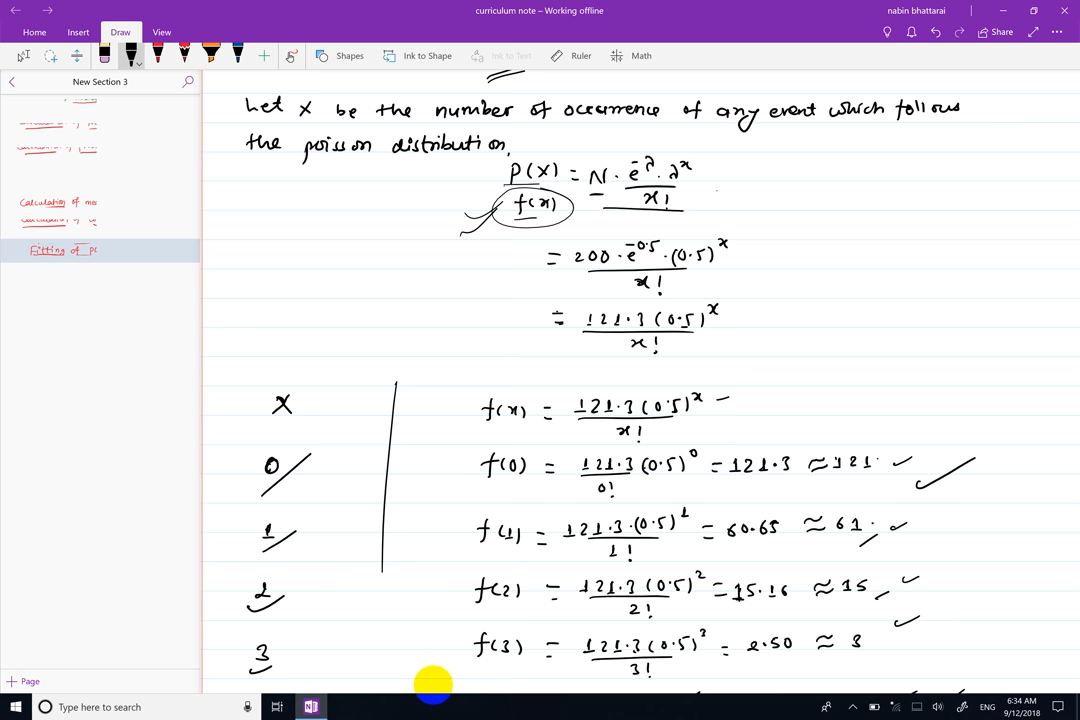 curriculum note – Working offline
nabin bhattarai
Home Insert Draw View
Share
Shapes Ink to Shape Ink to Text Ruler Math
New Section 3
Calculation of me
Fitting of po
Let X be the number of occurrence of any event which follows
the poisson distribution.
P(X) = N · e^-λ · λ^x / x!
f(x)
= 200 · e^-0.5 · (0.5)^x / x!
= 121.3 (0.5)^x / x!
X f(x) = 121.3 (0.5)^x / x!
0 f(0) = 121.3 (0.5)^0 / 0! = 121.3 ≈ 121.
1 f(1) = 121.3 · (0.5)^1 / 1! = 60.65 ≈ 61.
2 f(2) = 121.3 (0.5)^2 / 2! = 15.16 ≈ 15
3 f(3) = 121.3 (0.5)^3 / 3! = 2.50 ≈ 3
+ Page
Type here to search
ENG
6:34 AM
9/12/2018